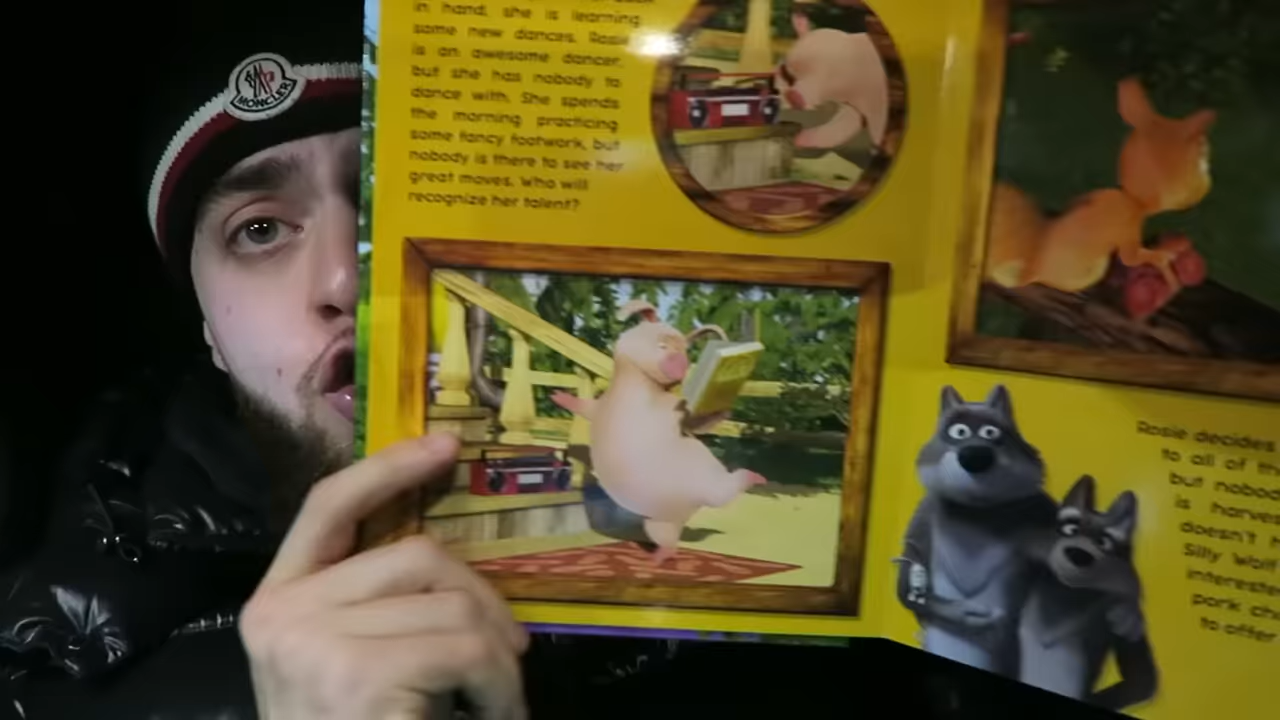 MONCLER
in hand, she is learning
some new dances. Rosie
is an awesome dancer,
but she has nobody to
dance with. She spends
the morning practicing
some fancy footwork, but
nobody is there to see her
great moves. Who will
recognize her talent?
Rosie decides
to all of th
but nobod
is harves
doesn't h
Silly Wolf
intereste
pork cho
to offer